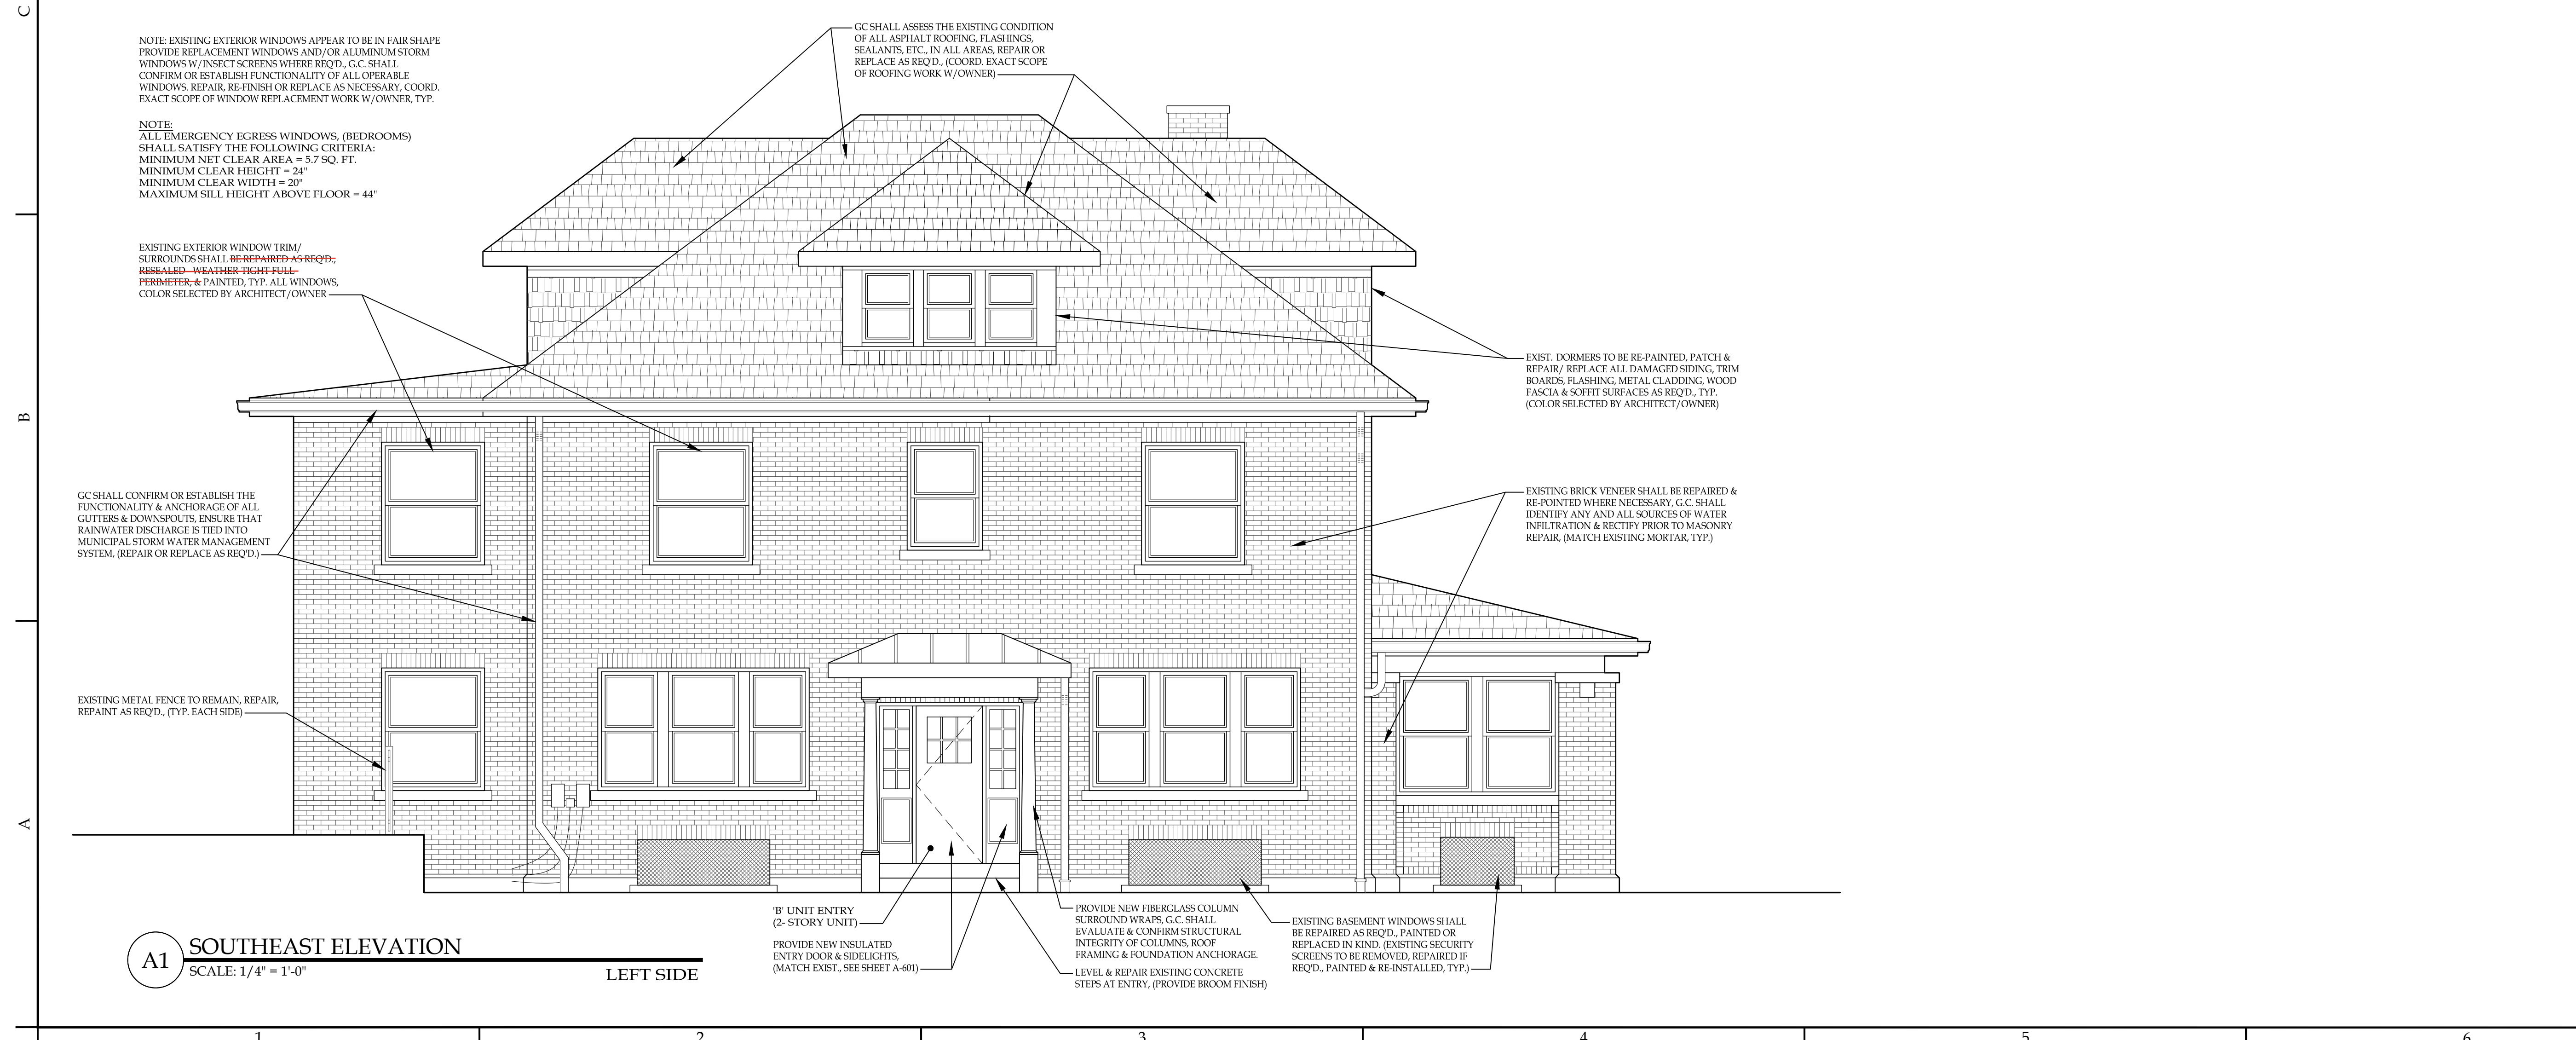 C
NOTE: EXISTING EXTERIOR WINDOWS APPEAR TO BE IN FAIR SHAPE
PROVIDE REPLACEMENT WINDOWS AND/OR ALUMINUM STORM
WINDOWS W/INSECT SCREENS WHERE REQ'D., G.C. SHALL
CONFIRM OR ESTABLISH FUNCTIONALITY OF ALL OPERABLE
WINDOWS. REPAIR, RE-FINISH OR REPLACE AS NECESSARY, COORD.
EXACT SCOPE OF WINDOW REPLACEMENT WORK W/OWNER, TYP.
NOTE:
ALL EMERGENCY EGRESS WINDOWS, (BEDROOMS)
SHALL SATISFY THE FOLLOWING CRITERIA:
MINIMUM NET CLEAR AREA = 5.7 SQ. FT.
MINIMUM CLEAR HEIGHT = 24"
MINIMUM CLEAR WIDTH = 20"
MAXIMUM SILL HEIGHT ABOVE FLOOR = 44"
GC SHALL ASSESS THE EXISTING CONDITION
OF ALL ASPHALT ROOFING, FLASHINGS,
SEALANTS, ETC., IN ALL AREAS, REPAIR OR
REPLACE AS REQ'D., (COORD. EXACT SCOPE
OF ROOFING WORK W/OWNER)
EXISTING EXTERIOR WINDOW TRIM/
SURROUNDS SHALL BE REPAIRED AS REQ'D.,
RESEALED WEATHER TIGHT FULL
PERIMETER, & PAINTED, TYP. ALL WINDOWS,
COLOR SELECTED BY ARCHITECT/OWNER
EXIST. DORMERS TO BE RE-PAINTED, PATCH &
REPAIR/ REPLACE ALL DAMAGED SIDING, TRIM
BOARDS, FLASHING, METAL CLADDING, WOOD
FASCIA & SOFFIT SURFACES AS REQ'D., TYP.
(COLOR SELECTED BY ARCHITECT/OWNER)
B
GC SHALL CONFIRM OR ESTABLISH THE
FUNCTIONALITY & ANCHORAGE OF ALL
GUTTERS & DOWNSPOUTS, ENSURE THAT
RAINWATER DISCHARGE IS TIED INTO
MUNICIPAL STORM WATER MANAGEMENT
SYSTEM, (REPAIR OR REPLACE AS REQ'D.)
EXISTING BRICK VENEER SHALL BE REPAIRED &
RE-POINTED WHERE NECESSARY, G.C. SHALL
IDENTIFY ANY AND ALL SOURCES OF WATER
INFILTRATION & RECTIFY PRIOR TO MASONRY
REPAIR, (MATCH EXISTING MORTAR, TYP.)
EXISTING METAL FENCE TO REMAIN, REPAIR,
REPAINT AS REQ'D., (TYP. EACH SIDE)
A
'B' UNIT ENTRY
(2- STORY UNIT)
PROVIDE NEW INSULATED
ENTRY DOOR & SIDELIGHTS,
(MATCH EXIST., SEE SHEET A-601)
PROVIDE NEW FIBERGLASS COLUMN
SURROUND WRAPS, G.C. SHALL
EVALUATE & CONFIRM STRUCTURAL
INTEGRITY OF COLUMNS, ROOF
FRAMING & FOUNDATION ANCHORAGE.
LEVEL & REPAIR EXISTING CONCRETE
STEPS AT ENTRY, (PROVIDE BROOM FINISH)
EXISTING BASEMENT WINDOWS SHALL
BE REPAIRED AS REQ'D., PAINTED OR
REPLACED IN KIND. (EXISTING SECURITY
SCREENS TO BE REMOVED, REPAIRED IF
REQ'D., PAINTED & RE-INSTALLED, TYP.)
A1
SOUTHEAST ELEVATION
SCALE: 1/4" = 1'-0"
LEFT SIDE
1
2
3
4
5
6